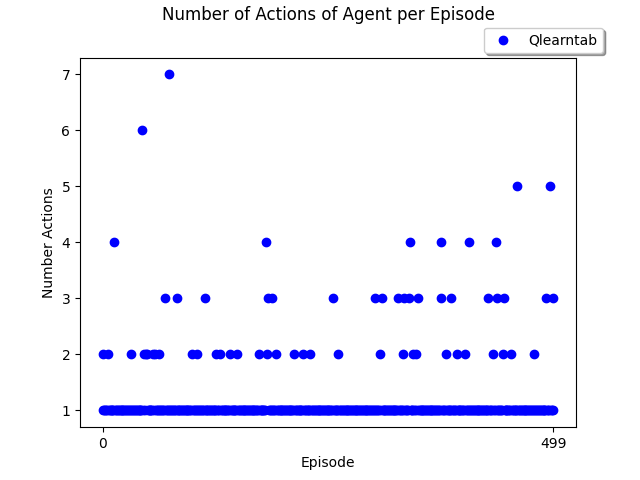 Number of Actions of Agent per Episode
Qlearntab
7
6
5
4
3
2
1
Number Actions
0 499
Episode